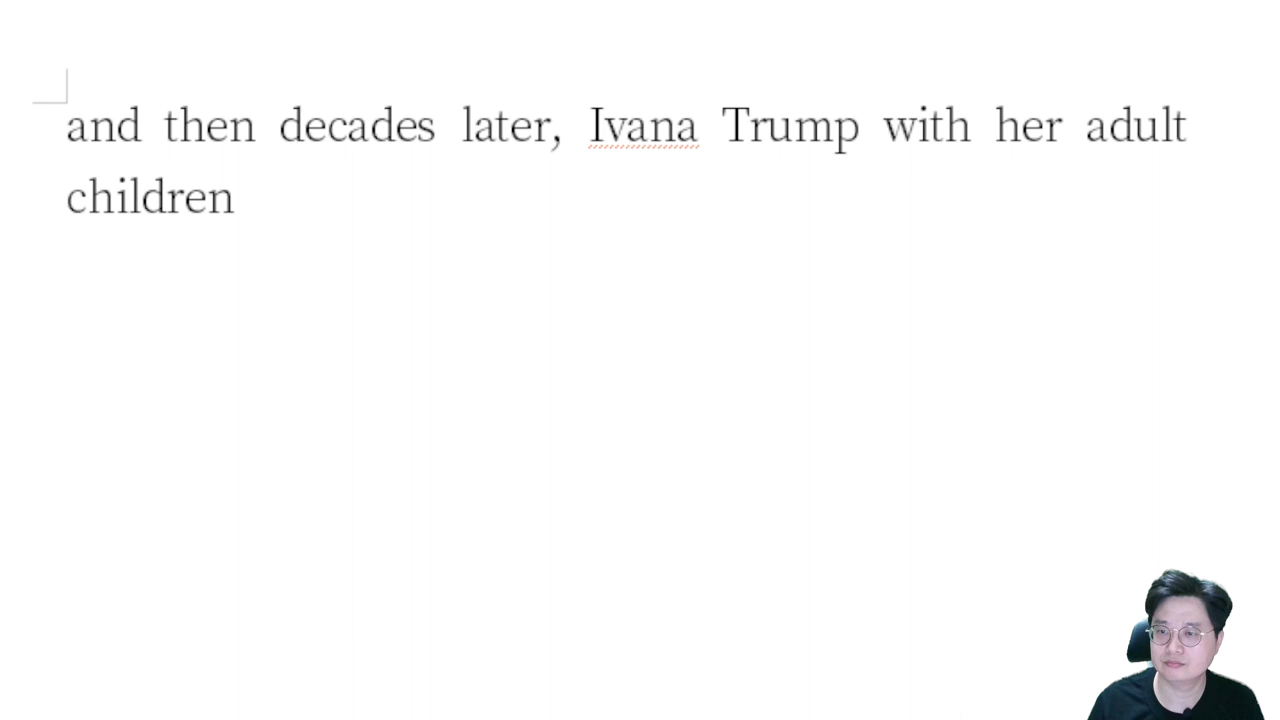 and then decades later, Ivana Trump with her adult
children